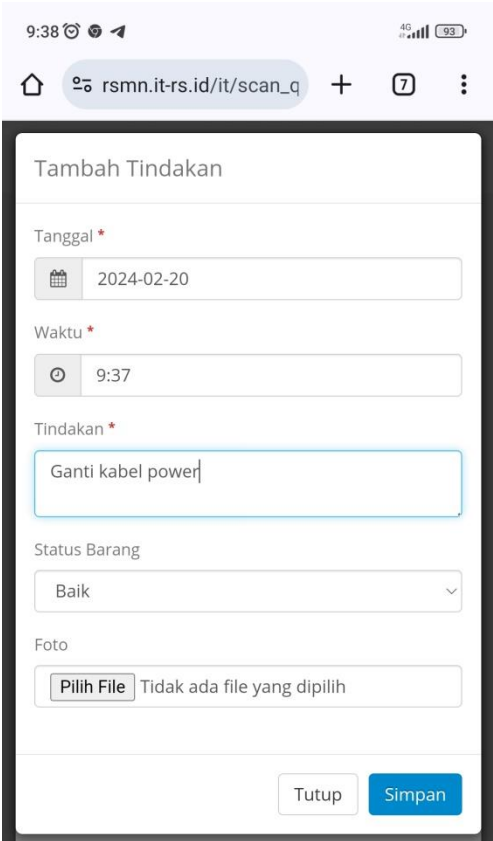 9:38
4G
93
rsmn.it-rs.id/it/scan_q
7
Tambah Tindakan
Tanggal *
2024-02-20
Waktu *
9:37
Tindakan *
Ganti kabel power
Status Barang
Baik
Foto
Pilih File Tidak ada file yang dipilih
Tutup Simpan